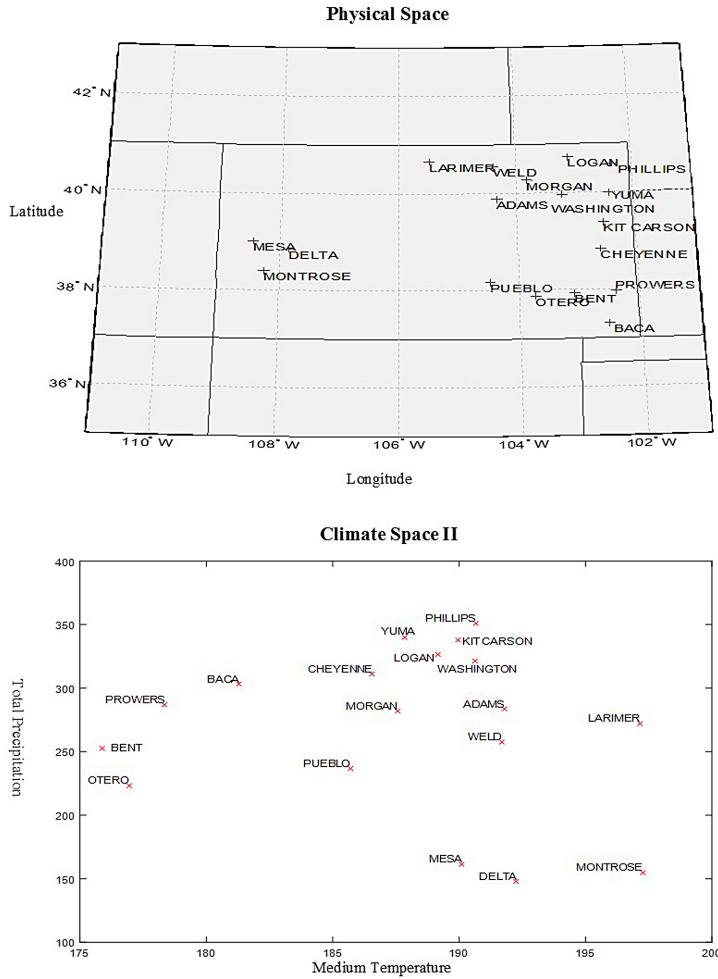 Physical Space
42° N
LARIMER
WELD
LOGAN
PHILLIPS
MORGAN
40° N
YUMA
Latitude
ADAMS
WASHINGTON
KIT CARSON
MESA
DELTA
CHEYENNE
MONTROSE
38° N
PUEBLO
PROWERS
OTERO
BENT
BACA
36° N
110° W
108° W
106° W
104° W
102° W
Longitude
Climate Space II
400
350
PHILLIPS
YUMA
KIT CARSON
LOGAN
CHEYENNE
WASHINGTON
300
BACA
PROWERS
MORGAN
ADAMS
LARIMER
Total Precipitation
250
BENT
WELD
PUEBLO
OTERO
200
MESA
MONTROSE
150
DELTA
100
175
180
185
190
195
200
Medium Temperature